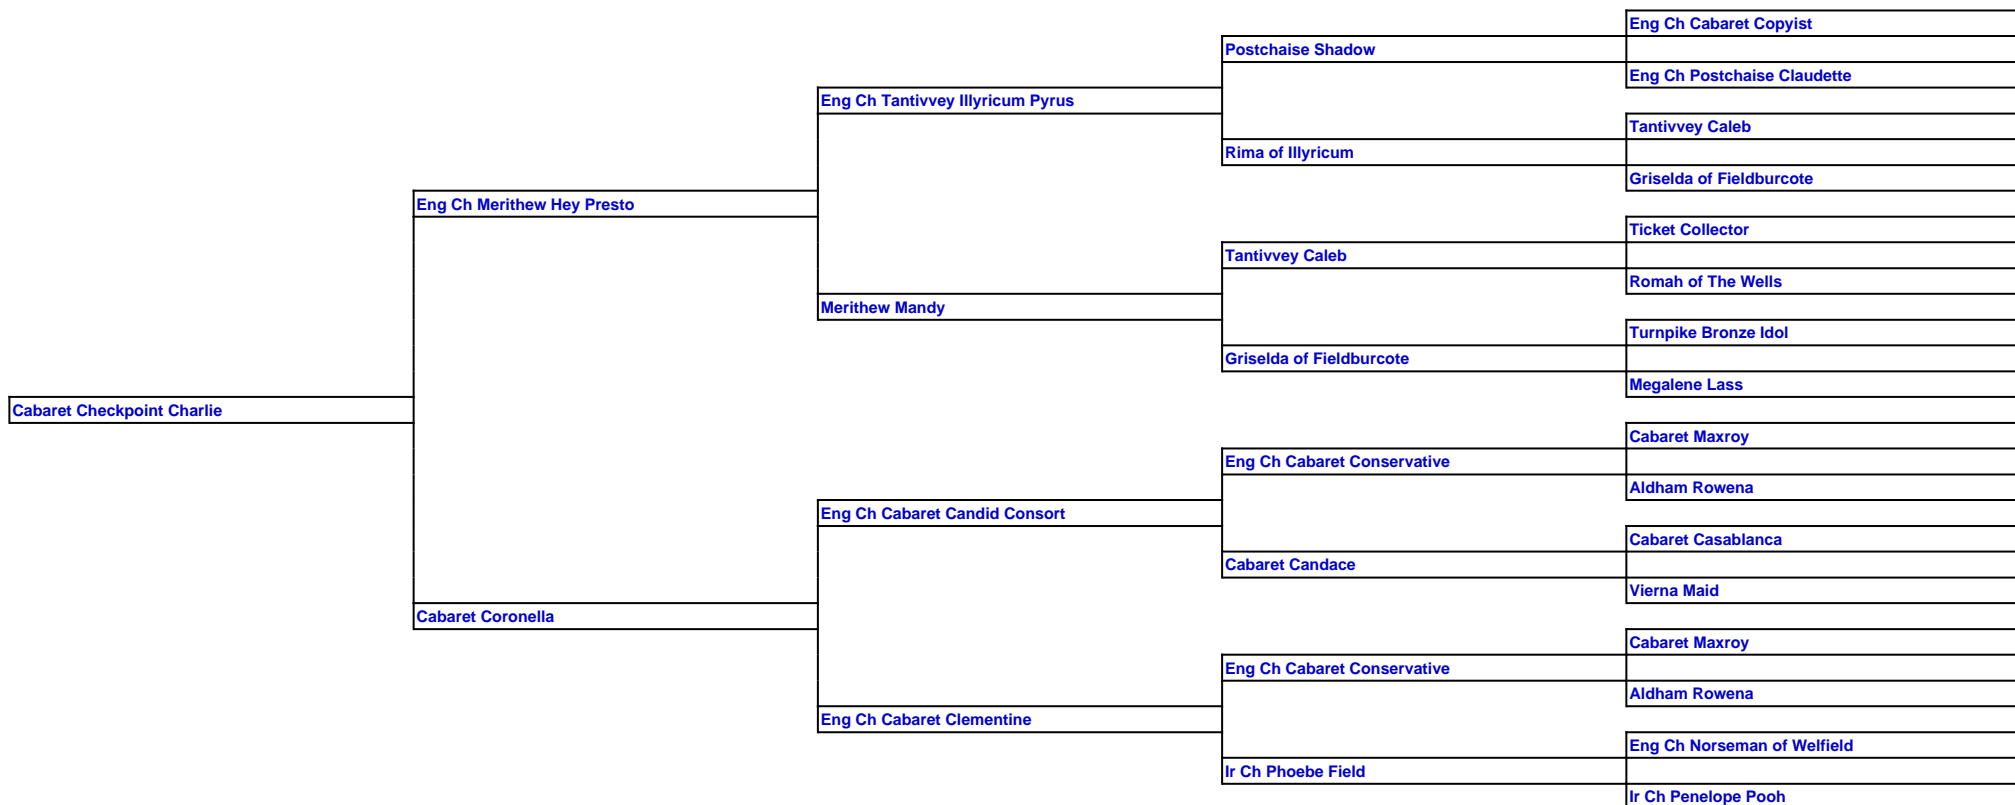 Eng Ch Cabaret Copyist
Postchaise Shadow
Eng Ch Postchaise Claudette
Eng Ch Tantivvey Illyricum Pyrus
Tantivvey Caleb
Rima of Illyricum
Griselda of Fieldburcote
Eng Ch Merithew Hey Presto
Ticket Collector
Tantivvey Caleb
Romah of The Wells
Merithew Mandy
Turnpike Bronze Idol
Griselda of Fieldburcote
Megalene Lass
Cabaret Checkpoint Charlie
Cabaret Maxroy
Eng Ch Cabaret Conservative
Aldham Rowena
Eng Ch Cabaret Candid Consort
Cabaret Casablanca
Cabaret Candace
Vierna Maid
Cabaret Coronella
Cabaret Maxroy
Eng Ch Cabaret Conservative
Aldham Rowena
Eng Ch Cabaret Clementine
Eng Ch Norseman of Welfield
Ir Ch Phoebe Field
Ir Ch Penelope Pooh